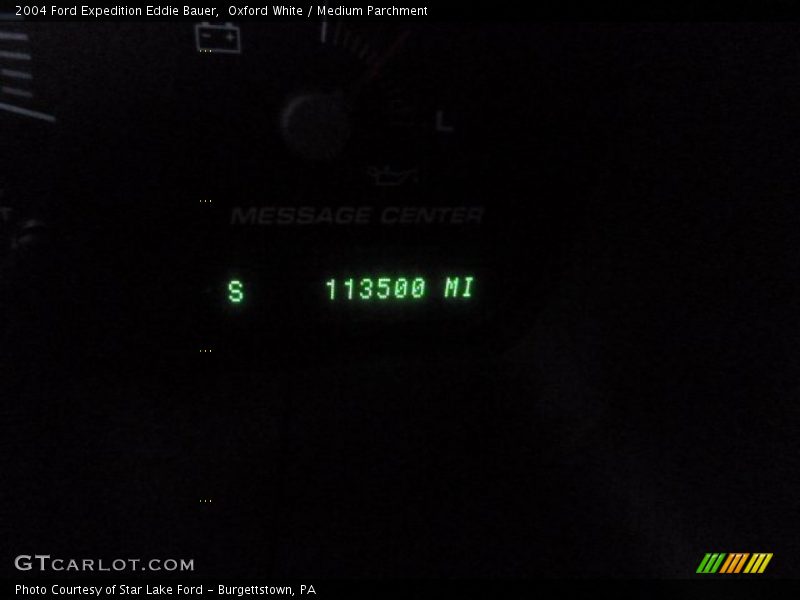 2004 Ford Expedition Eddie Bauer,  Oxford White / Medium Parchment
- +
L
MESSAGE CENTER
S 113500 MI
GTCARLOT.COM
Photo Courtesy of Star Lake Ford - Burgettstown, PA